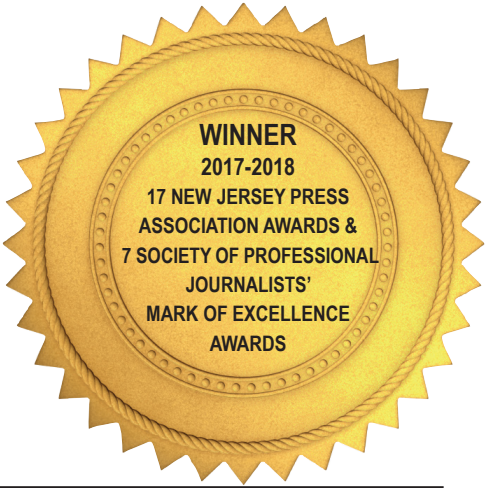 WINNER
2017-2018
17 NEW JERSEY PRESS
ASSOCIATION AWARDS &
7 SOCIETY OF PROFESSIONAL
JOURNALISTS’
MARK OF EXCELLENCE
AWARDS